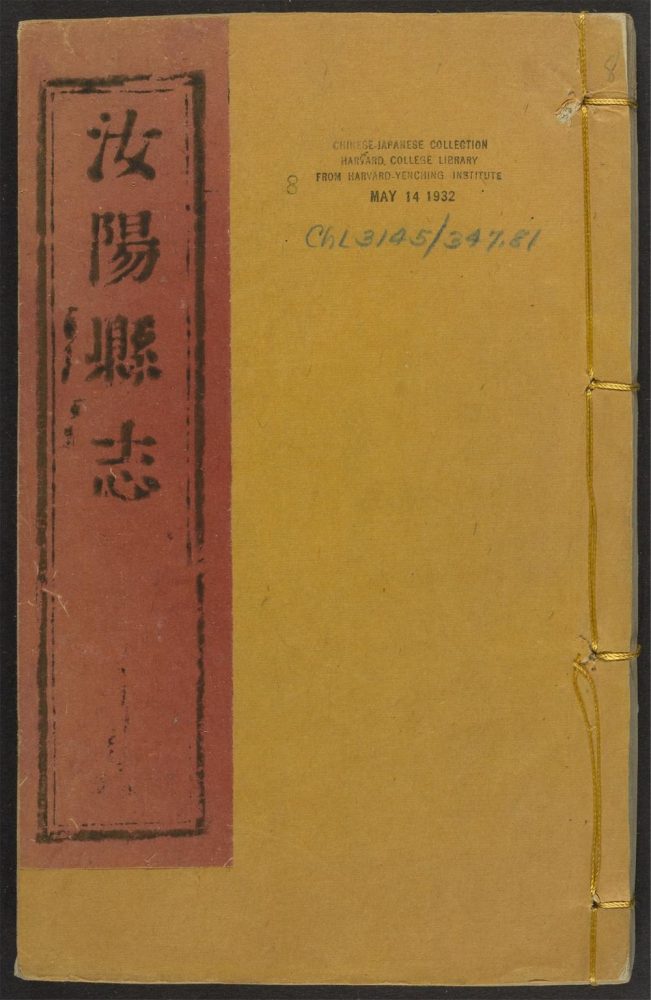 汝陽縣志
8
CHINESE-JAPANESE COLLECTION
HARVARD COLLEGE LIBRARY
FROM HARVARD-YENCHING INSTITUTE
MAY 14 1932
8
ChL3145/347.81